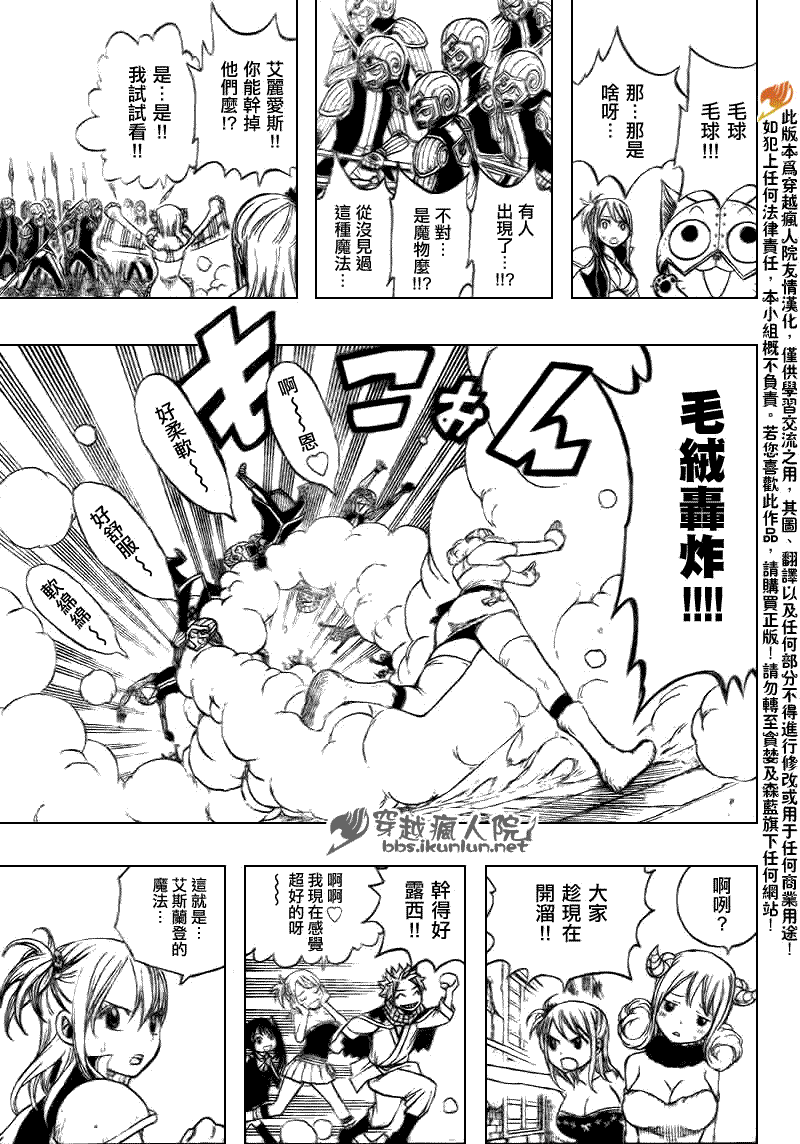 毛球
毛球!!!
那…那是
啥呀…
有人
出現了…!!?
不對…
是魔物麼!!?
從沒見過
這種魔法…
艾麗愛斯!!
你能幹掉
他們麼!?
是…是!!
我試試看!!
毛絨轟炸!!!!
もこおん
啊～～恩♡
好柔軟～～
好舒服～～
軟綿綿～
穿越瘋人院
bbs.ikunlun.net
啊咧?
大家
趁現在
開溜!!
幹得好
露西!!
啊啊♡
我現在感覺
超好的呀
這就是…
艾斯蘭登的
魔法…
此版本爲穿越瘋人院友情漢化，僅供學習交流之用，其圖、翻譯以及任何部分不得進行修改或用于任何商業用途！
如犯上任何法律責任，本小組概不負責。若您喜歡此作品，請購買正版！請勿轉至貪婪及森藍旗下任何網站！